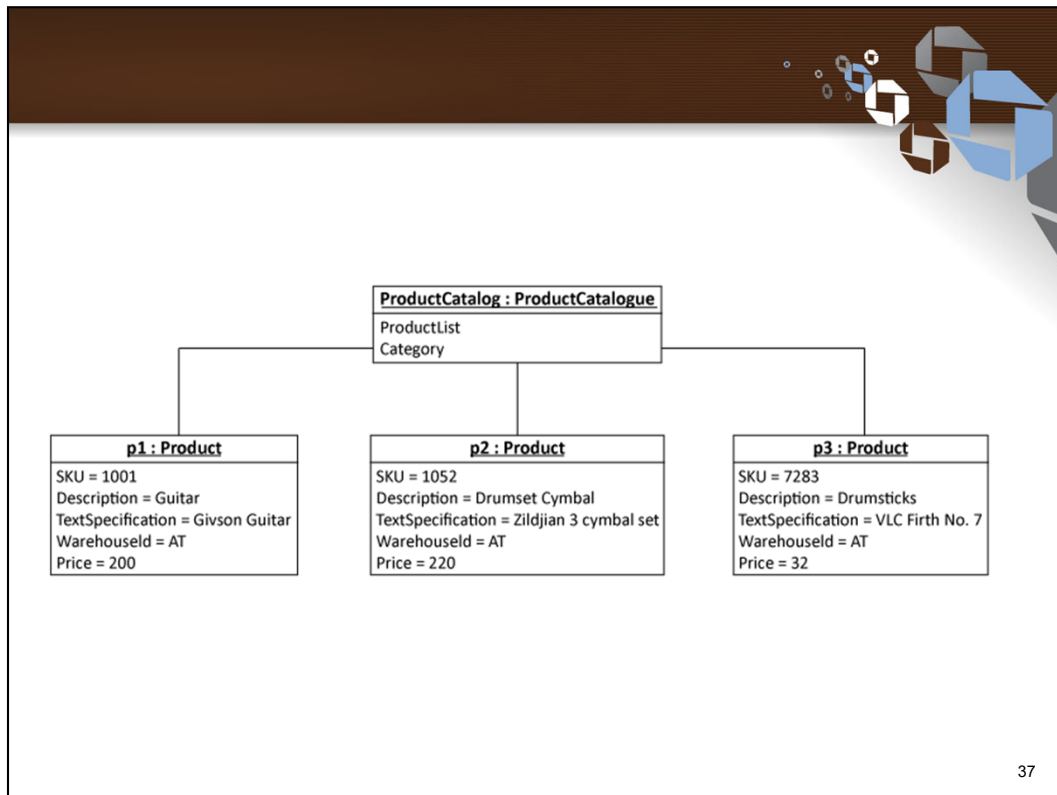 ProductCatalog : ProductCatalogue
ProductList
Category
p1 : Product
SKU = 1001
Description = Guitar
TextSpecification = Givson Guitar
WarehouseId = AT
Price = 200
p2 : Product
SKU = 1052
Description = Drumset Cymbal
TextSpecification = Zildjian 3 cymbal set
WarehouseId = AT
Price = 220
p3 : Product
SKU = 7283
Description = Drumsticks
TextSpecification = VLC Firth No. 7
WarehouseId = AT
Price = 32
37